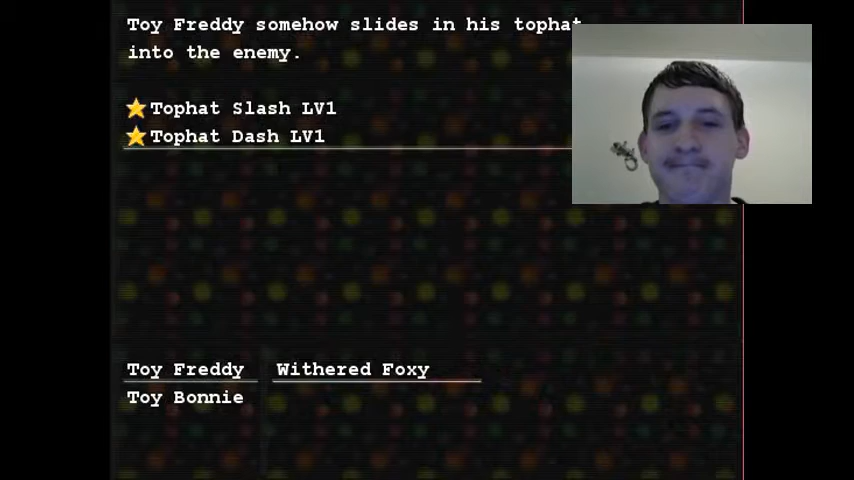 Toy Freddy somehow slides in his tophat
into the enemy.
Tophat Slash LV1
Tophat Dash LV1
Toy Freddy
Withered Foxy
Toy Bonnie